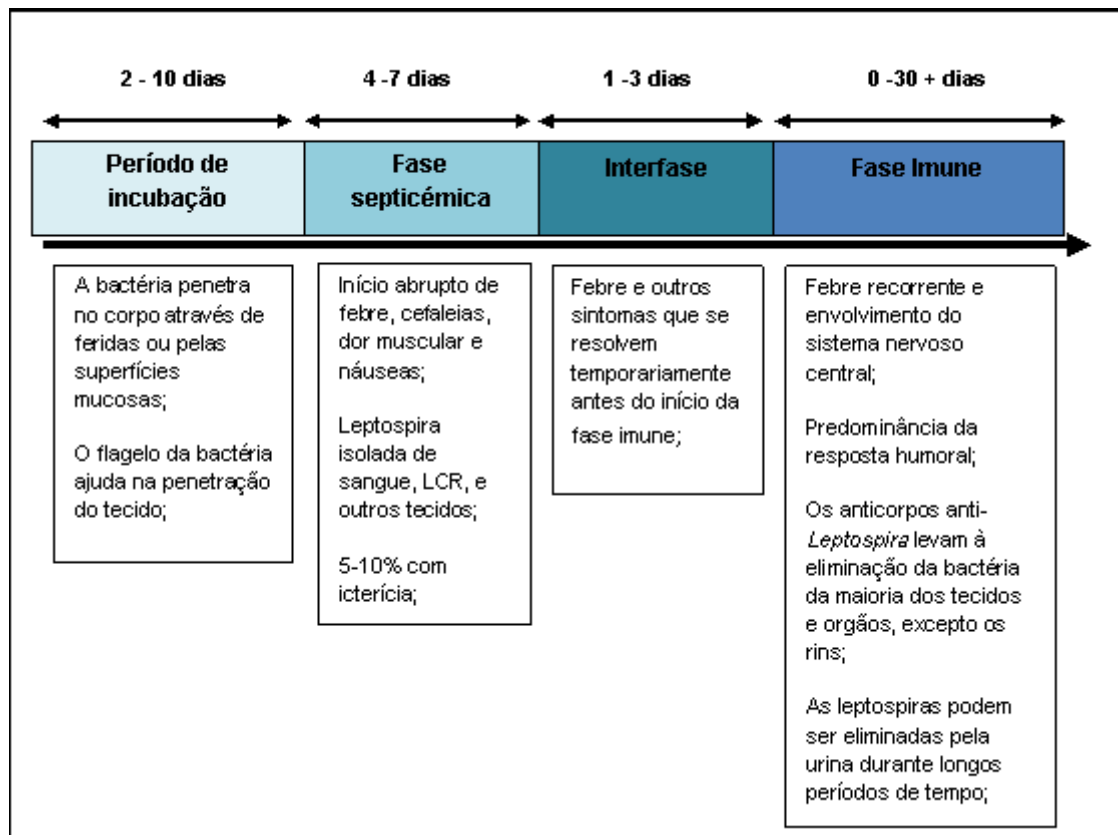 2 - 10 dias
4 -7 dias
1 -3 dias
0 -30 + dias
Período de
incubação
Fase
septicémica
Interfase
Fase Imune
A bactéria penetra
no corpo através de
feridas ou pelas
superfícies
mucosas;
O flagelo da bactéria
ajuda na penetração
do tecido;
Início abrupto de
febre, cefaleias,
dor muscular e
náuseas;
Leptospira
isolada de
sangue, LCR, e
outros tecidos;
5-10% com
icterícia;
Febre e outros
sintomas que se
resolvem
temporariamente
antes do início da
fase imune;
Febre recorrente e
envolvimento do
sistema nervoso
central;
Predominância da
resposta humoral;
Os anticorpos anti-
Leptospira levam à
eliminação da bactéria
da maioria dos tecidos
e orgãos, excepto os
rins;
As leptospiras podem
ser eliminadas pela
urina durante longos
períodos de tempo;